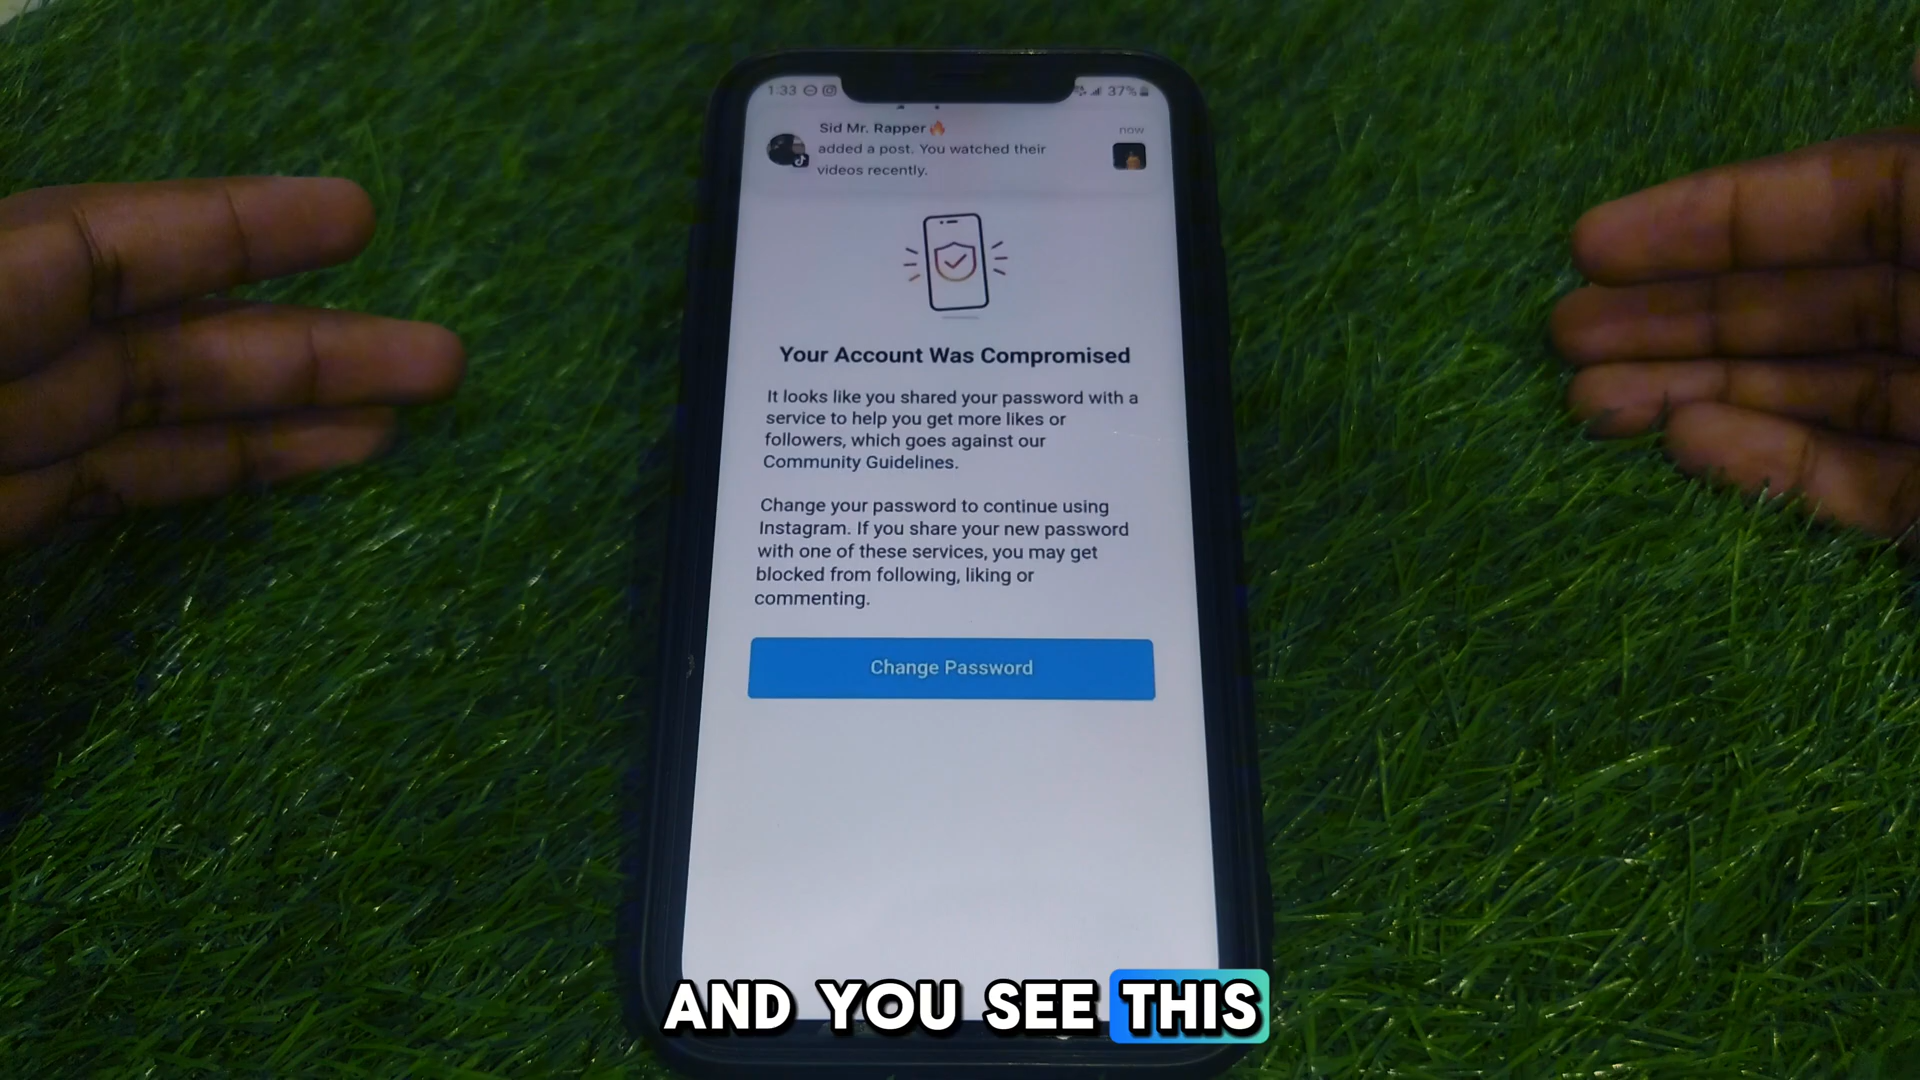 1:33
37%
Sid Mr. Rapper🔥
now
added a post. You watched their
videos recently.
Your Account Was Compromised
It looks like you shared your password with a
service to help you get more likes or
followers, which goes against our
Community Guidelines.
Change your password to continue using
Instagram. If you share your new password
with one of these services, you may get
blocked from following, liking or
commenting.
Change Password
AND YOU SEE THIS